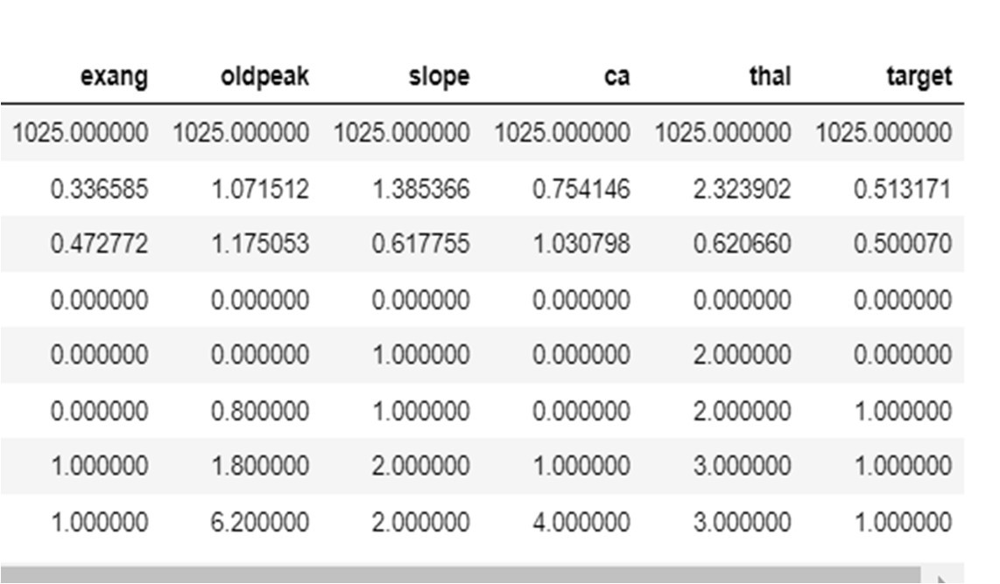 exang oldpeak slope ca thal target
1025.000000 1025.000000 1025.000000 1025.000000 1025.000000 1025.000000
0.336585 1.071512 1.385366 0.754146 2.323902 0.513171
0.472772 1.175053 0.617755 1.030798 0.620660 0.500070
0.000000 0.000000 0.000000 0.000000 0.000000 0.000000
0.000000 0.000000 1.000000 0.000000 2.000000 0.000000
0.000000 0.800000 1.000000 0.000000 2.000000 1.000000
1.000000 1.800000 2.000000 1.000000 3.000000 1.000000
1.000000 6.200000 2.000000 4.000000 3.000000 1.000000